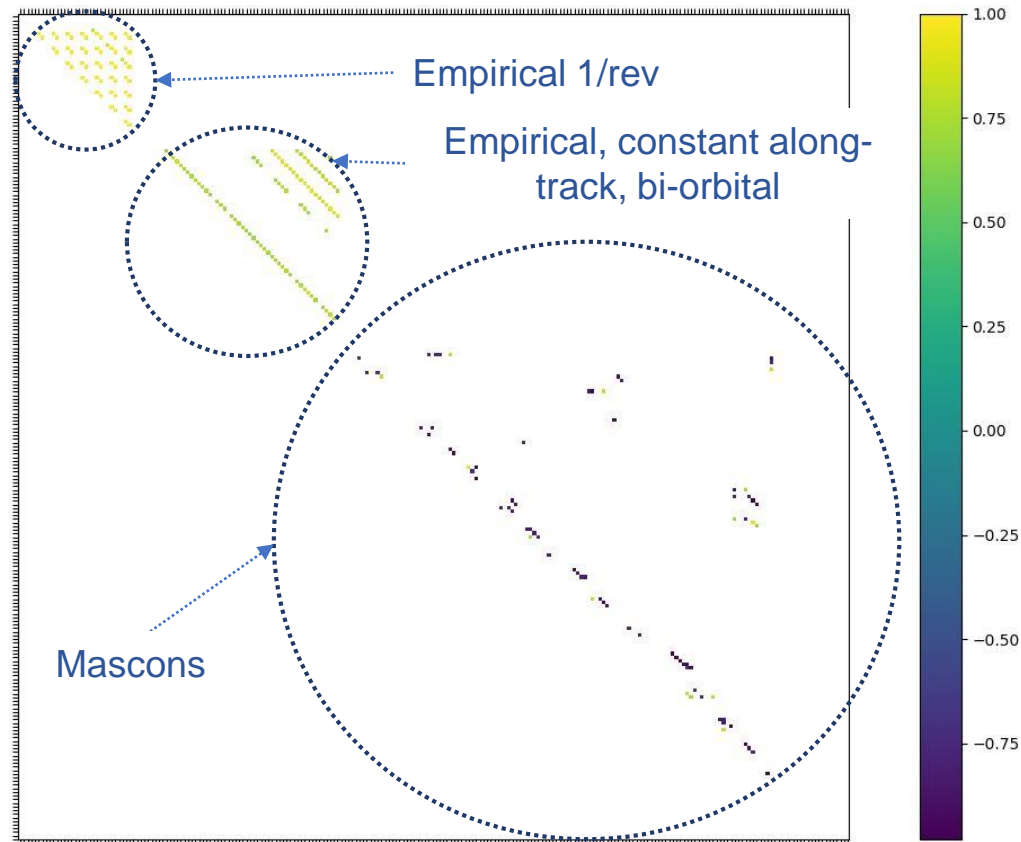 Empirical 1/rev
Empirical, constant along-
track, bi-orbital
Mascons
1.00
0.75
0.50
0.25
0.00
−0.25
−0.50
−0.75